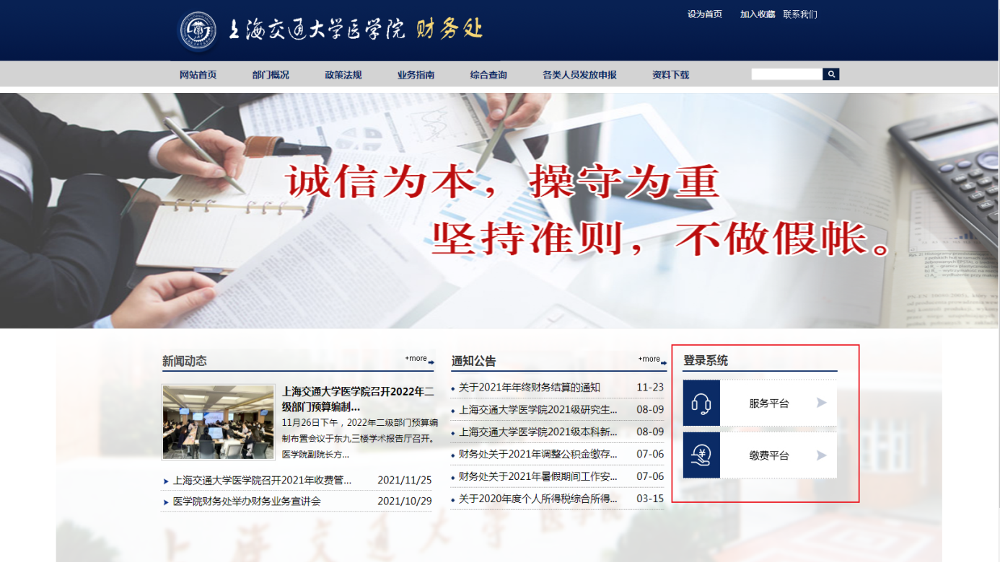 上海交通大学医学院 财务处
设为首页 加入收藏 联系我们
网站首页 部门概况 政策法规 业务指南 综合查询 各类人员发放申报 资料下载
诚信为本，操守为重
坚持准则，不做假帐。
新闻动态 +more
上海交通大学医学院召开2022年二
级部门预算编制...
11月26日下午，2022年二级部门预算编
制布置会议于东九三楼学术报告厅召开。
医学院副院长方...
上海交通大学医学院召开2021年收费管... 2021/11/25
医学院财务处举办财务业务宣讲会 2021/10/29
通知公告 +more
关于2021年年终财务结算的通知 11-23
上海交通大学医学院2021级研究生... 08-09
上海交通大学医学院2021级本科新... 08-09
财务处关于2021年调整公积金缴存... 07-06
财务处关于2021年暑假期间工作安... 07-06
关于2020年度个人所得税综合所得... 03-15
登录系统
服务平台
缴费平台
上海交通大学医学院